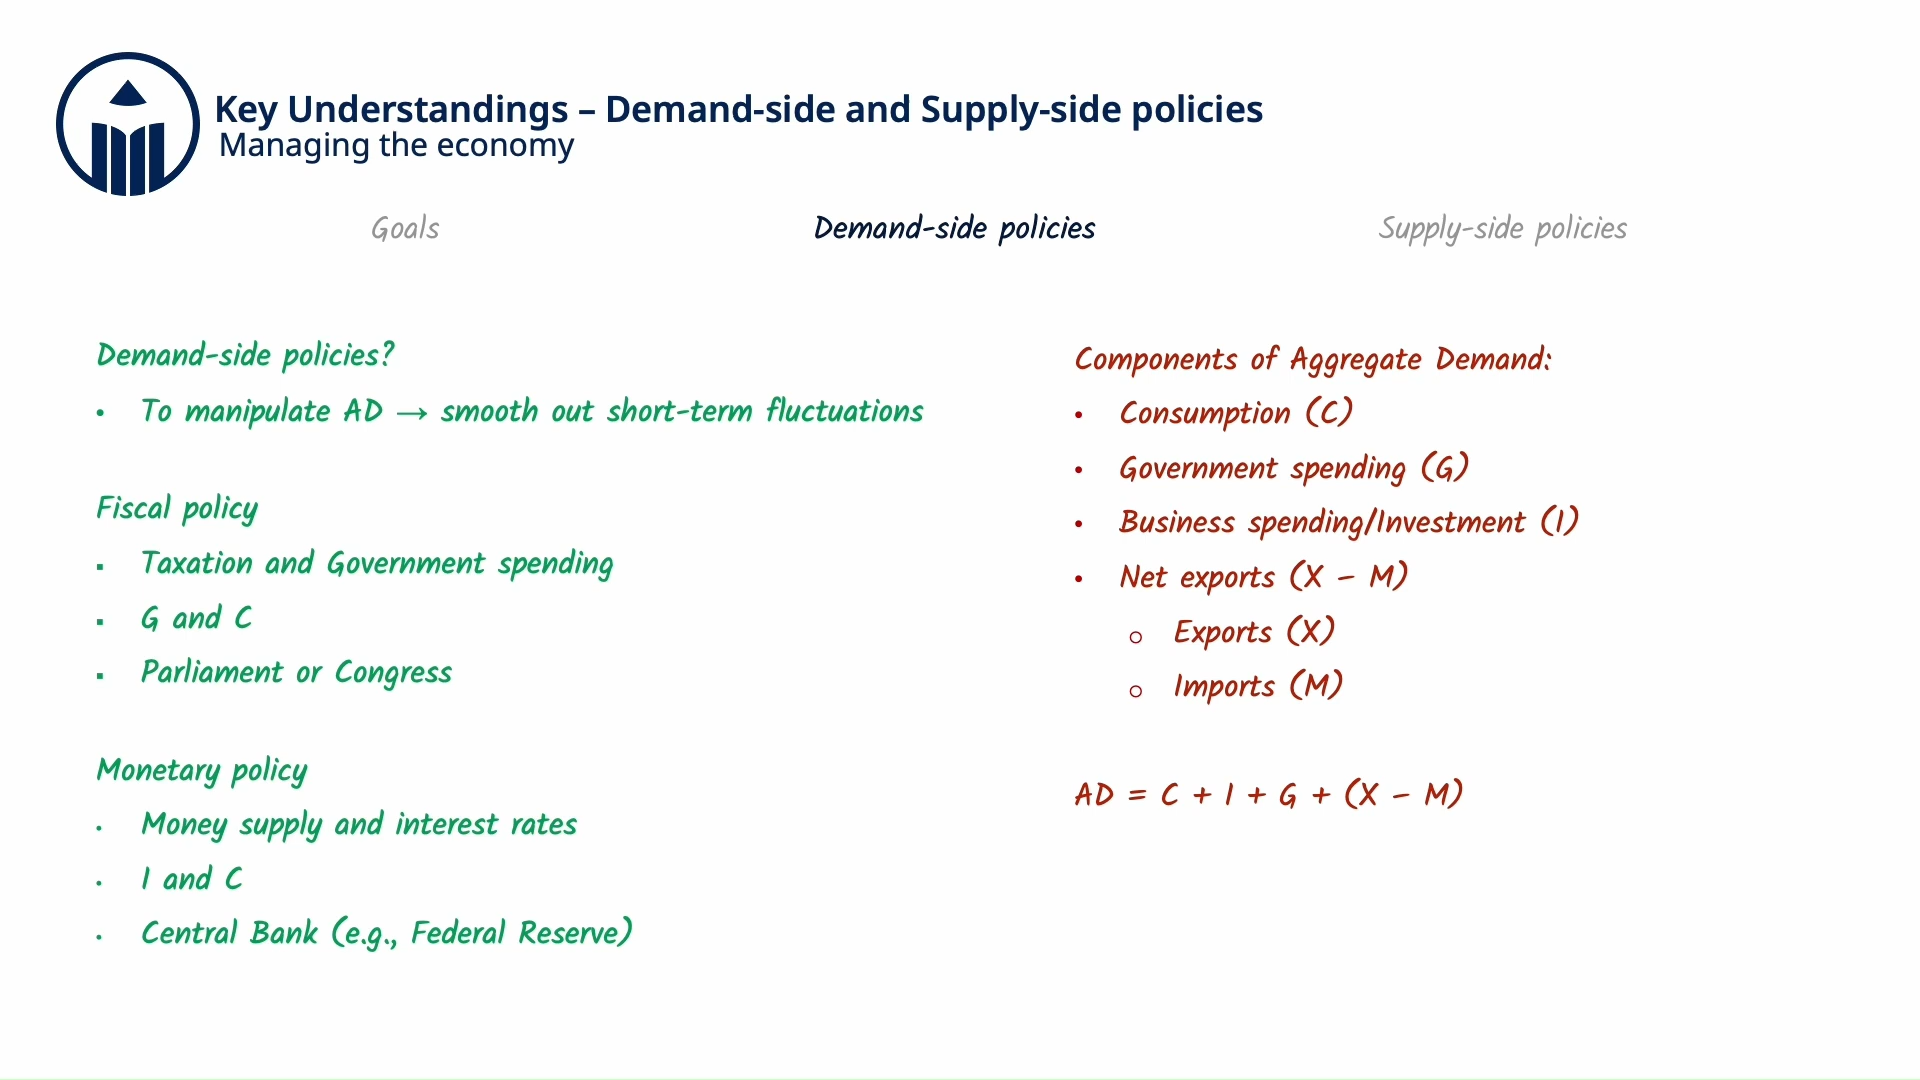 Key Understandings – Demand-side and Supply-side policies
Managing the economy
Goals
Demand-side policies
Supply-side policies
Demand-side policies?
• To manipulate AD → smooth out short-term fluctuations
Fiscal policy
▪ Taxation and Government spending
▪ G and C
▪ Parliament or Congress
Monetary policy
• Money supply and interest rates
• I and C
• Central Bank (e.g., Federal Reserve)
Components of Aggregate Demand:
• Consumption (C)
• Government spending (G)
• Business spending/Investment (I)
• Net exports (X – M)
○ Exports (X)
○ Imports (M)
AD = C + I + G + (X – M)